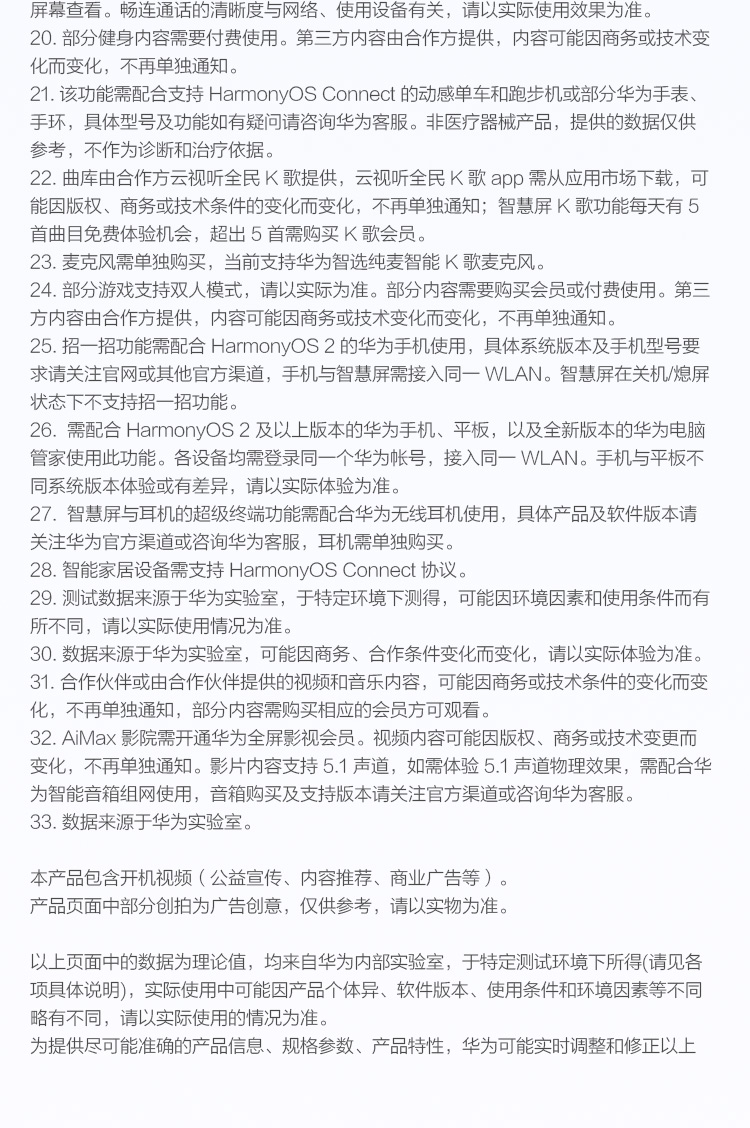 屏幕查看。畅连通话的清晰度与网络、使用设备有关，请以实际使用效果为准。
20. 部分健身内容需要付费使用。第三方内容由合作方提供，内容可能因商务或技术变
化而变化，不再单独通知。
21. 该功能需配合支持 HarmonyOS Connect 的动感单车和跑步机或部分华为手表、
手环，具体型号及功能如有疑问请咨询华为客服。非医疗器械产品，提供的数据仅供
参考，不作为诊断和治疗依据。
22. 曲库由合作方云视听全民 K 歌提供，云视听全民 K 歌 app 需从应用市场下载，可
能因版权、商务或技术条件的变化而变化，不再单独通知；智慧屏 K 歌功能每天有 5
首曲目免费体验机会，超出 5 首需购买 K 歌会员。
23. 麦克风需单独购买，当前支持华为智选纯麦智能 K 歌麦克风。
24. 部分游戏支持双人模式，请以实际为准。部分内容需要购买会员或付费使用。第三
方内容由合作方提供，内容可能因商务或技术变化而变化，不再单独通知。
25. 招一招功能需配合 HarmonyOS 2 的华为手机使用，具体系统版本及手机型号要
求请关注官网或其他官方渠道，手机与智慧屏需接入同一 WLAN。智慧屏在关机/熄屏
状态下不支持招一招功能。
26. 需配合 HarmonyOS 2 及以上版本的华为手机、平板，以及全新版本的华为电脑
管家使用此功能。各设备均需登录同一个华为帐号，接入同一 WLAN。手机与平板不
同系统版本体验或有差异，请以实际体验为准。
27. 智慧屏与耳机的超级终端功能需配合华为无线耳机使用，具体产品及软件版本请
关注华为官方渠道或咨询华为客服，耳机需单独购买。
28. 智能家居设备需支持 HarmonyOS Connect 协议。
29. 测试数据来源于华为实验室，于特定环境下测得，可能因环境因素和使用条件而有
所不同，请以实际使用情况为准。
30. 数据来源于华为实验室，可能因商务、合作条件变化而变化，请以实际体验为准。
31. 合作伙伴或由合作伙伴提供的视频和音乐内容，可能因商务或技术条件的变化而变
化，不再单独通知，部分内容需购买相应的会员方可观看。
32. AiMax 影院需开通华为全屏影视会员。视频内容可能因版权、商务或技术变更而
变化，不再单独通知。影片内容支持 5.1 声道，如需体验 5.1 声道物理效果，需配合华
为智能音箱组网使用，音箱购买及支持版本请关注官方渠道或咨询华为客服。
33. 数据来源于华为实验室。
本产品包含开机视频（公益宣传、内容推荐、商业广告等）。
产品页面中部分创拍为广告创意，仅供参考，请以实物为准。
以上页面中的数据为理论值，均来自华为内部实验室，于特定测试环境下所得(请见各
项具体说明)，实际使用中可能因产品个体异、软件版本、使用条件和环境因素等不同
略有不同，请以实际使用的情况为准。
为提供尽可能准确的产品信息、规格参数、产品特性，华为可能实时调整和修正以上